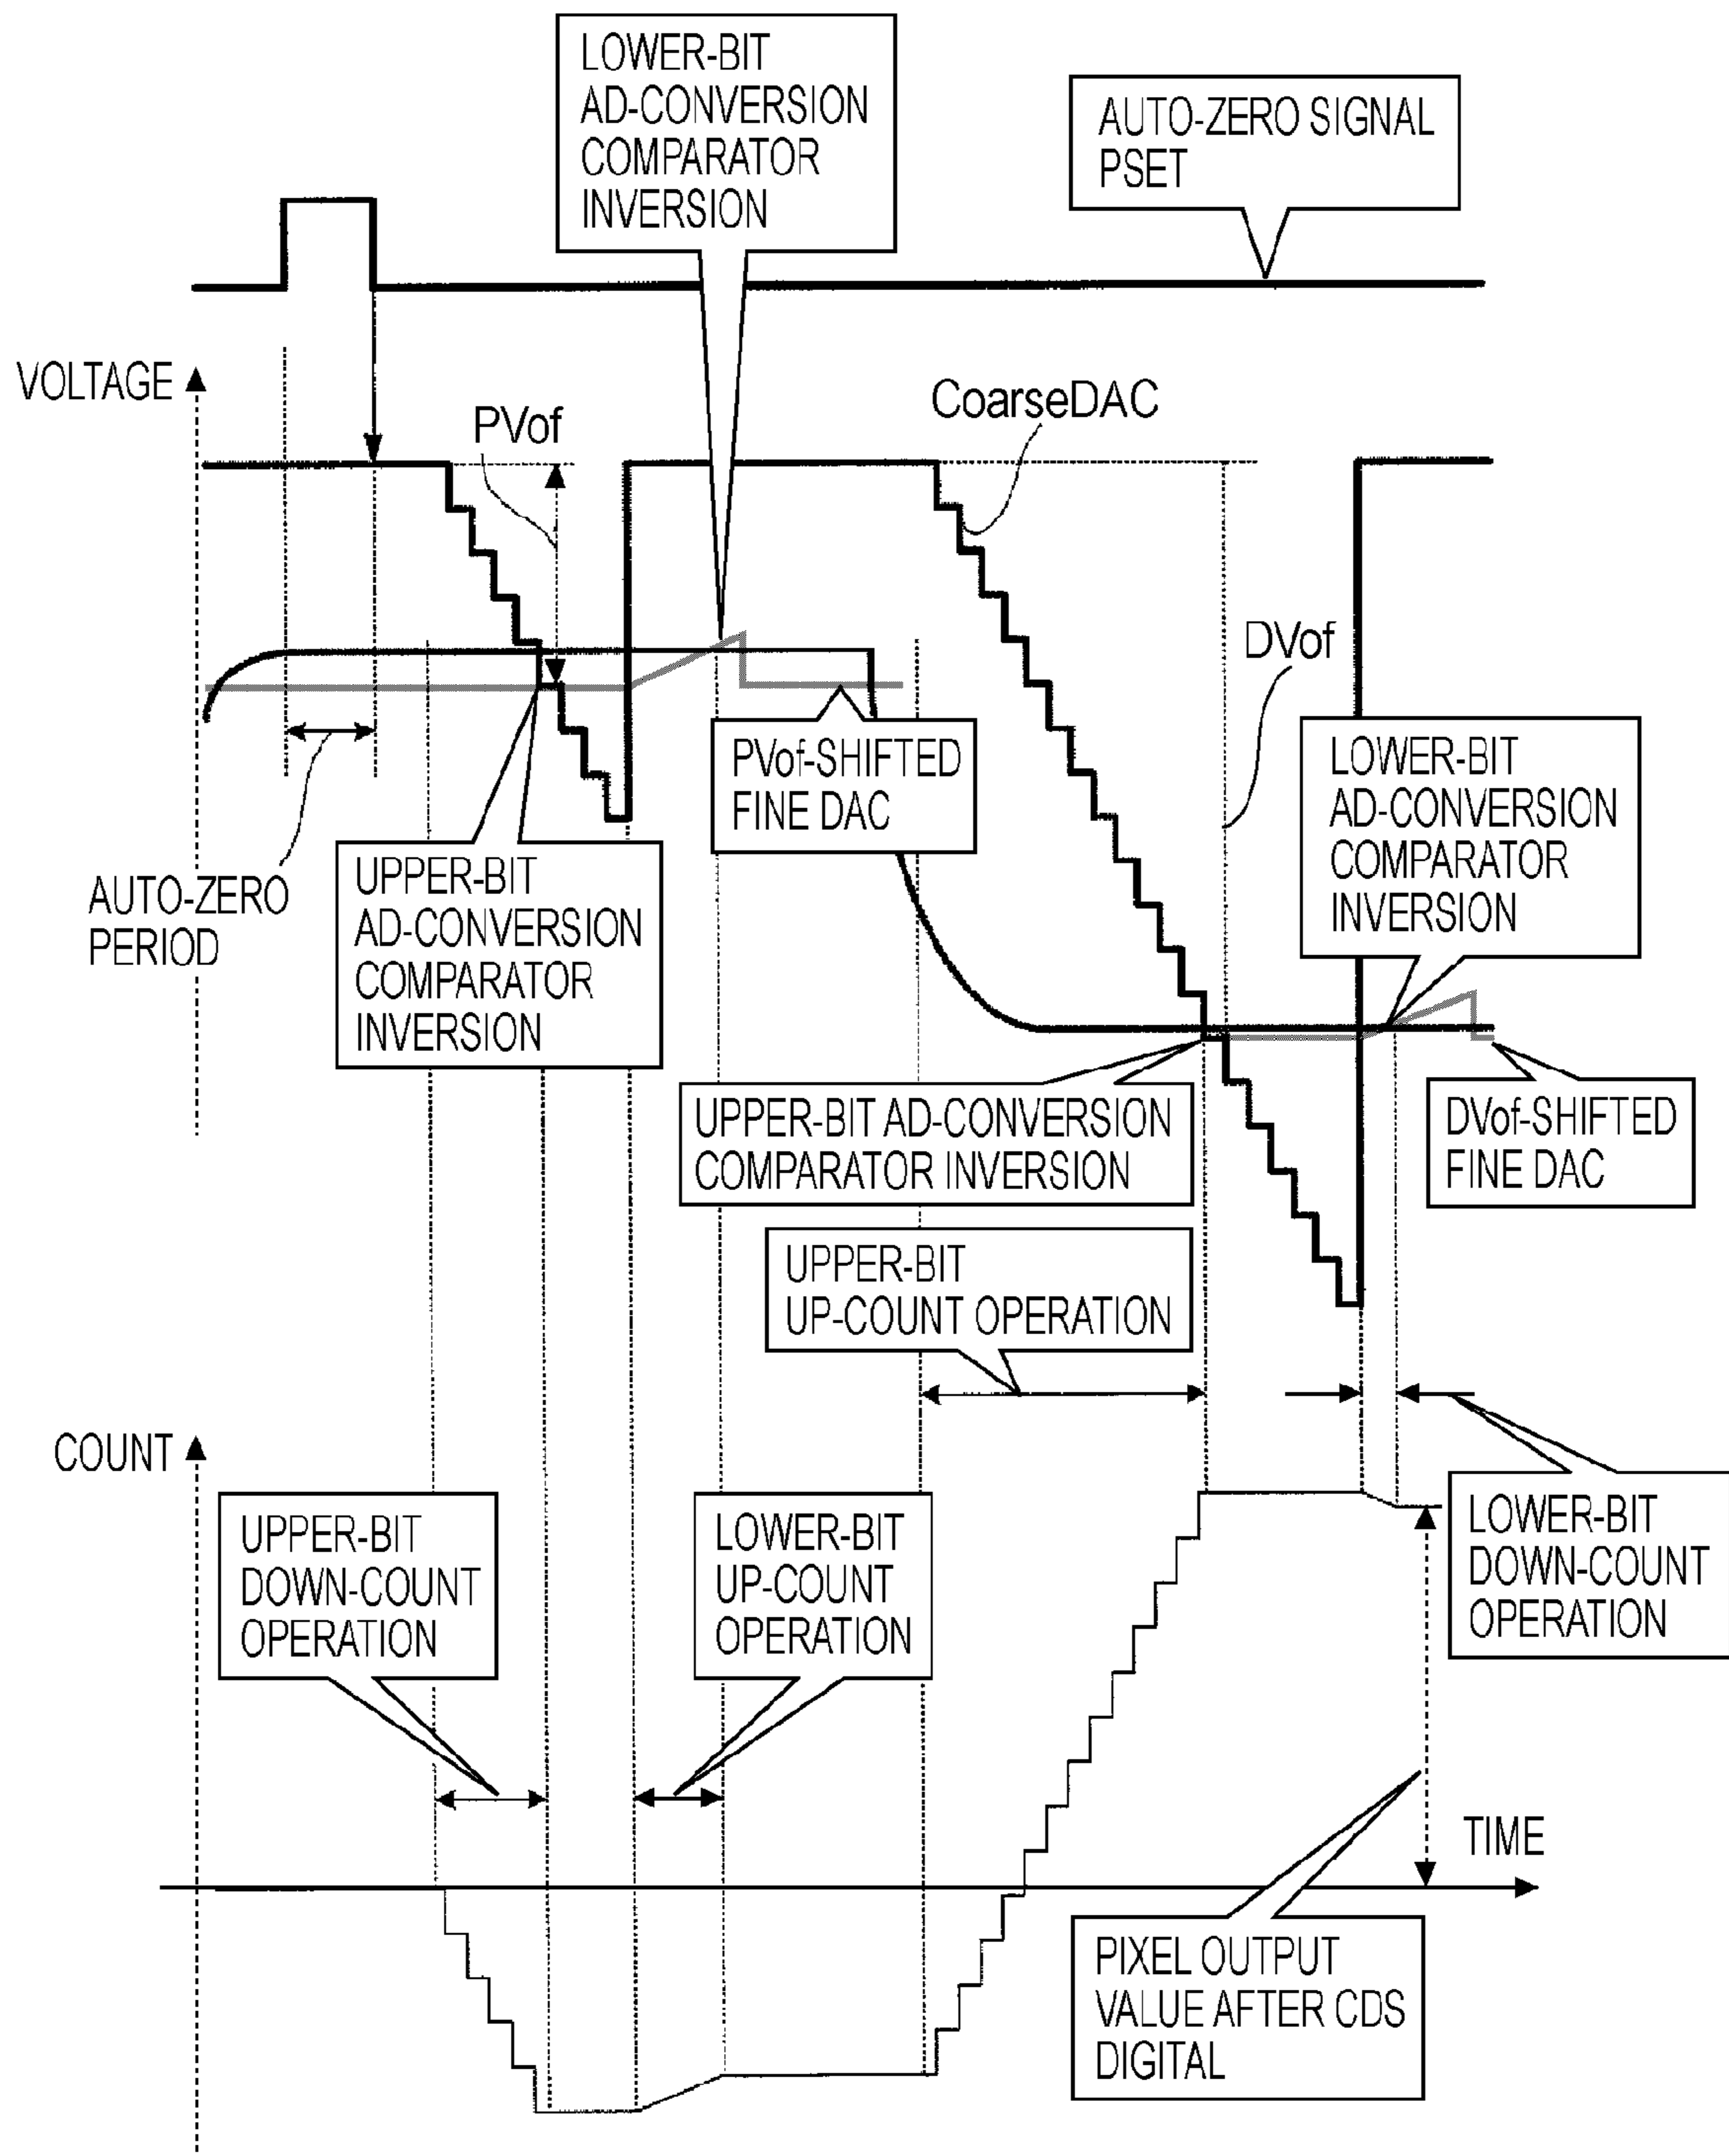 LOWER-BIT
AD-CONVERSION
COMPARATOR
INVERSION
AUTO-ZERO SIGNAL
PSET
VOLTAGE
PVof
CoarseDAC
DVof
PVof-SHIFTED
FINE DAC
LOWER-BIT
AD-CONVERSION
COMPARATOR
INVERSION
AUTO-ZERO
PERIOD
UPPER-BIT
AD-CONVERSION
COMPARATOR
INVERSION
UPPER-BIT AD-CONVERSION
COMPARATOR INVERSION
DVof-SHIFTED
FINE DAC
UPPER-BIT
UP-COUNT OPERATION
COUNT
UPPER-BIT
DOWN-COUNT
OPERATION
LOWER-BIT
UP-COUNT
OPERATION
LOWER-BIT
DOWN-COUNT
OPERATION
TIME
PIXEL OUTPUT
VALUE AFTER CDS
DIGITAL